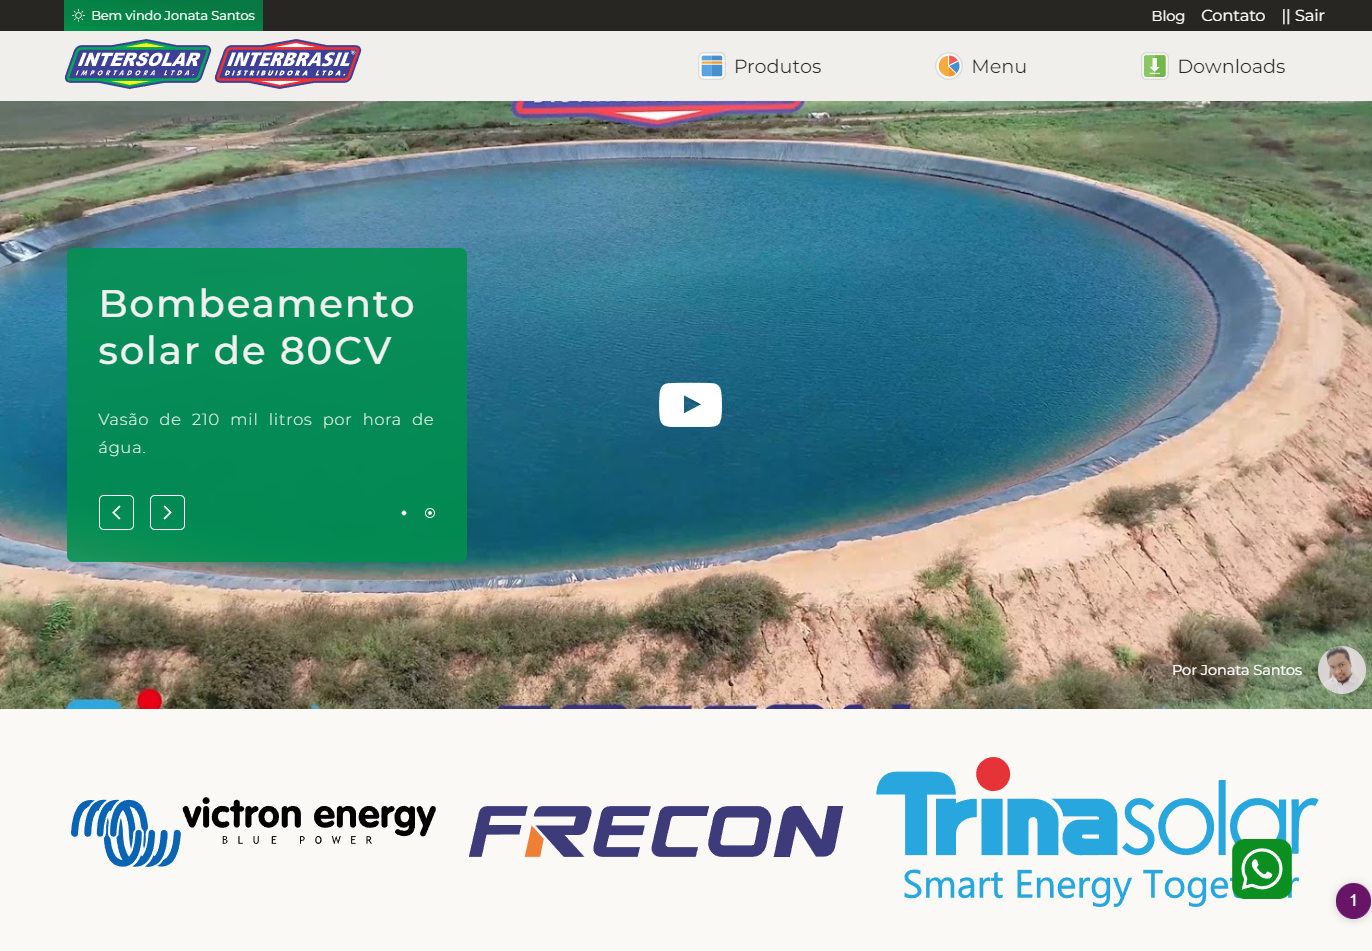 Bem vindo Jonata Santos
Blog Contato || Sair
INTERSOLAR INTERBRASIL
IMPORTADORA LTDA. DISTRIBUIDORA LTDA.
Produtos Menu Downloads
Bombeamento
solar de 80CV
Vasão de 210 mil litros por hora de
água.
Por Jonata Santos
victron energy
BLUE POWER
FRECON
Trinasolar
Smart Energy
1